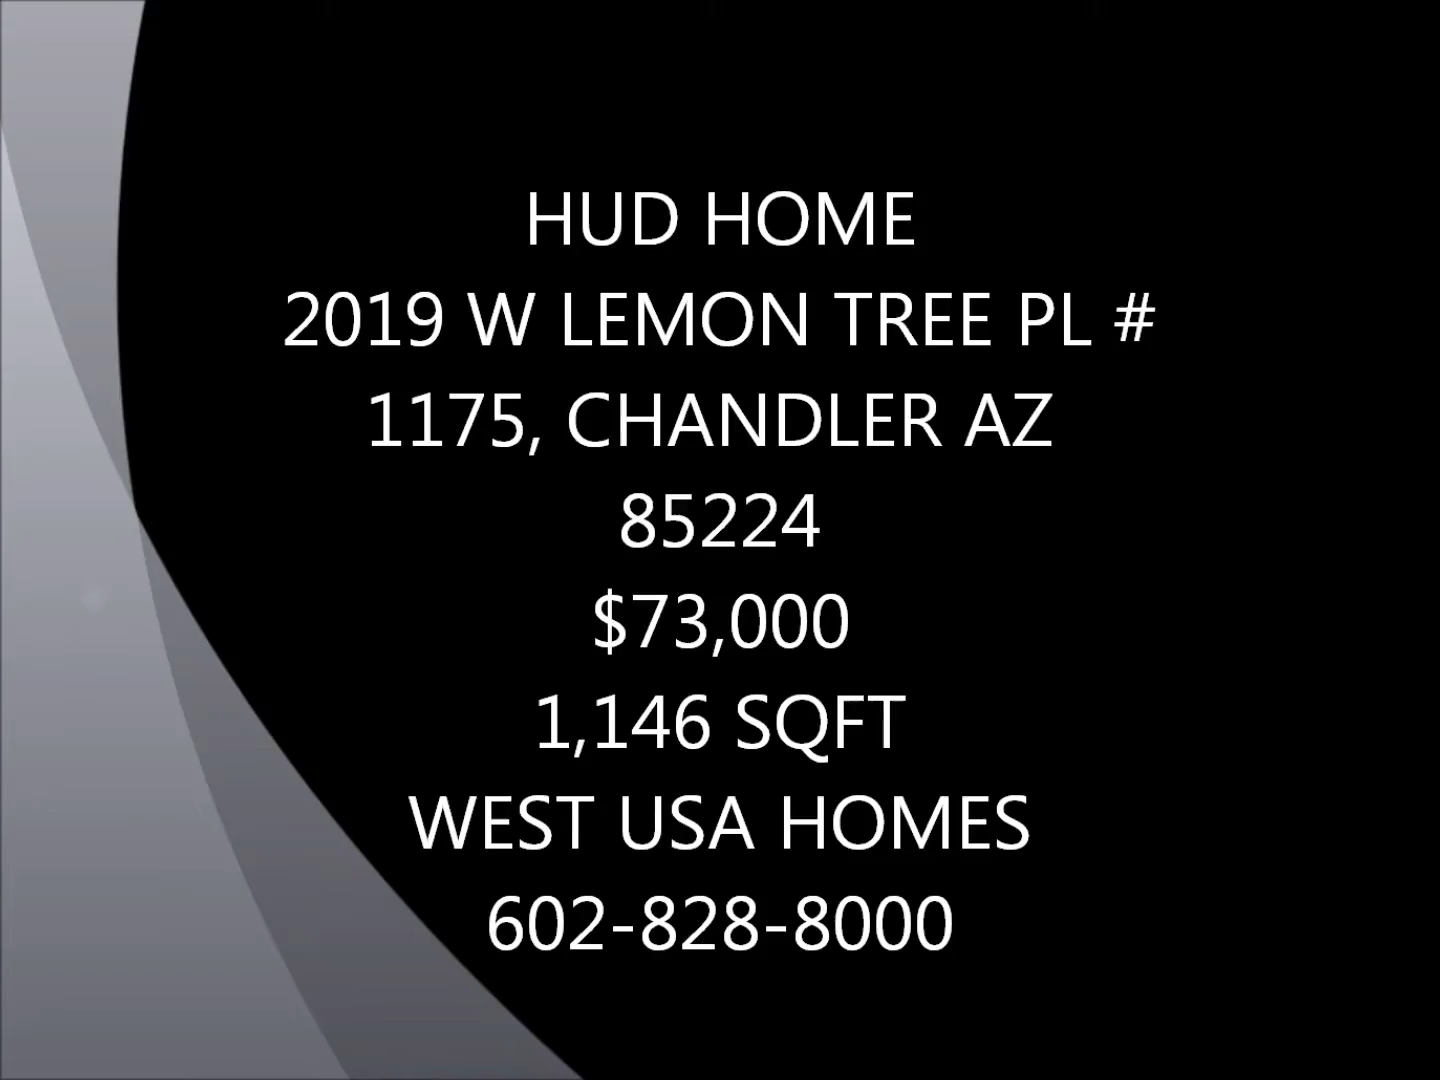 HUD HOME
2019 W LEMON TREE PL #
1175, CHANDLER AZ
85224
$73,000
1,146 SQFT
WEST USA HOMES
602-828-8000